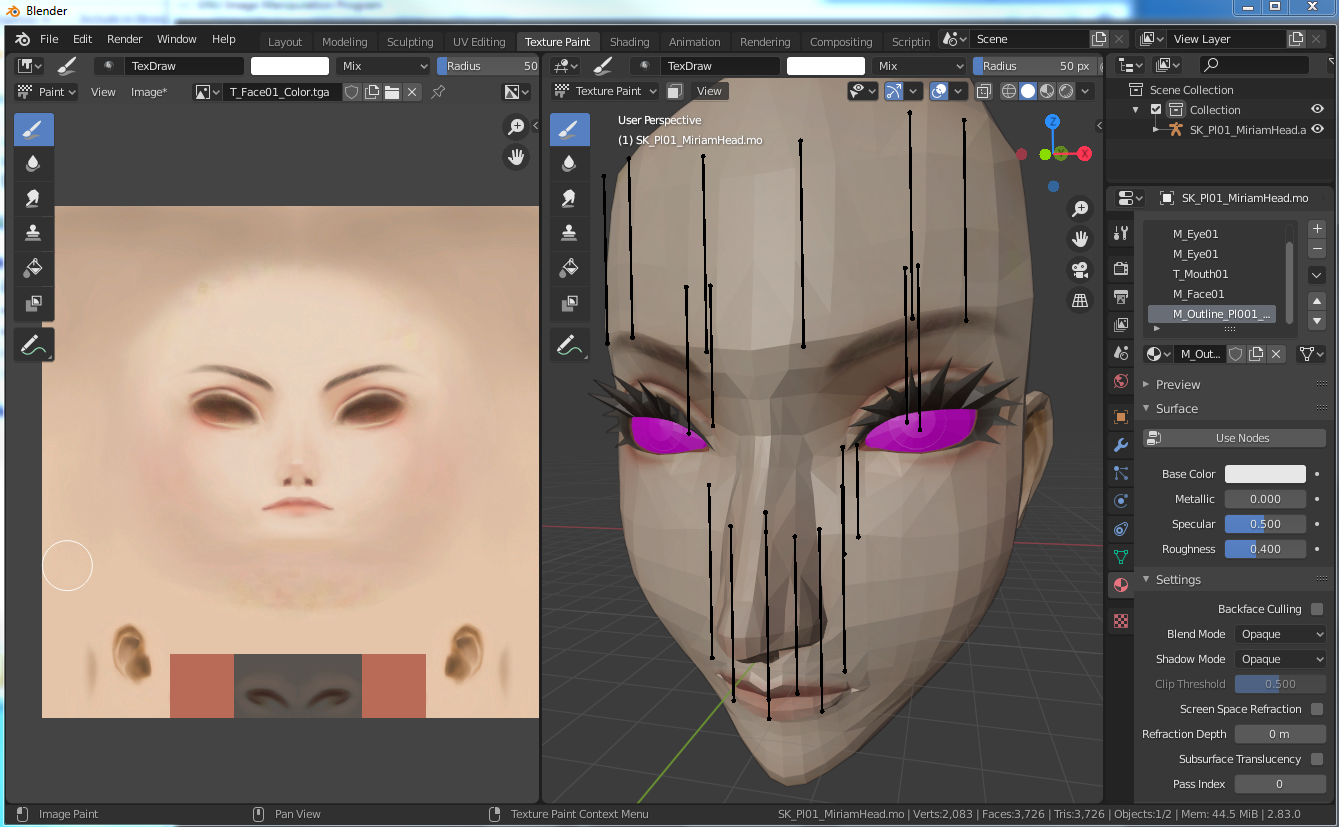 Blender
File Edit Render Window Help Layout Modeling Sculpting UV Editing Texture Paint Shading Animation Rendering Compositing Scriptin Scene View Layer
TexDraw Mix Radius 50
TexDraw Mix Radius 50 px
Paint View Image* T_Face01_Color.tga
Texture Paint View
User Perspective
(1) SK_Pl01_MiriamHead.mo
Z
X
Y
Scene Collection
Collection
SK_Pl01_MiriamHead.a
SK_Pl01_MiriamHead.mo
M_Eye01
M_Eye01
T_Mouth01
M_Face01
M_Outline_Pl001_...
M_Out...
Preview
Surface
Use Nodes
Base Color
Metallic 0.000
Specular 0.500
Roughness 0.400
Settings
Backface Culling
Blend Mode Opaque
Shadow Mode Opaque
Clip Threshold 0.500
Screen Space Refraction
Refraction Depth 0 m
Subsurface Translucency
Pass Index 0
Image Paint Pan View Texture Paint Context Menu SK_Pl01_MiriamHead.mo | Verts:2,083 | Faces:3,726 | Tris:3,726 | Objects:1/2 | Mem: 44.5 MiB | 2.83.0